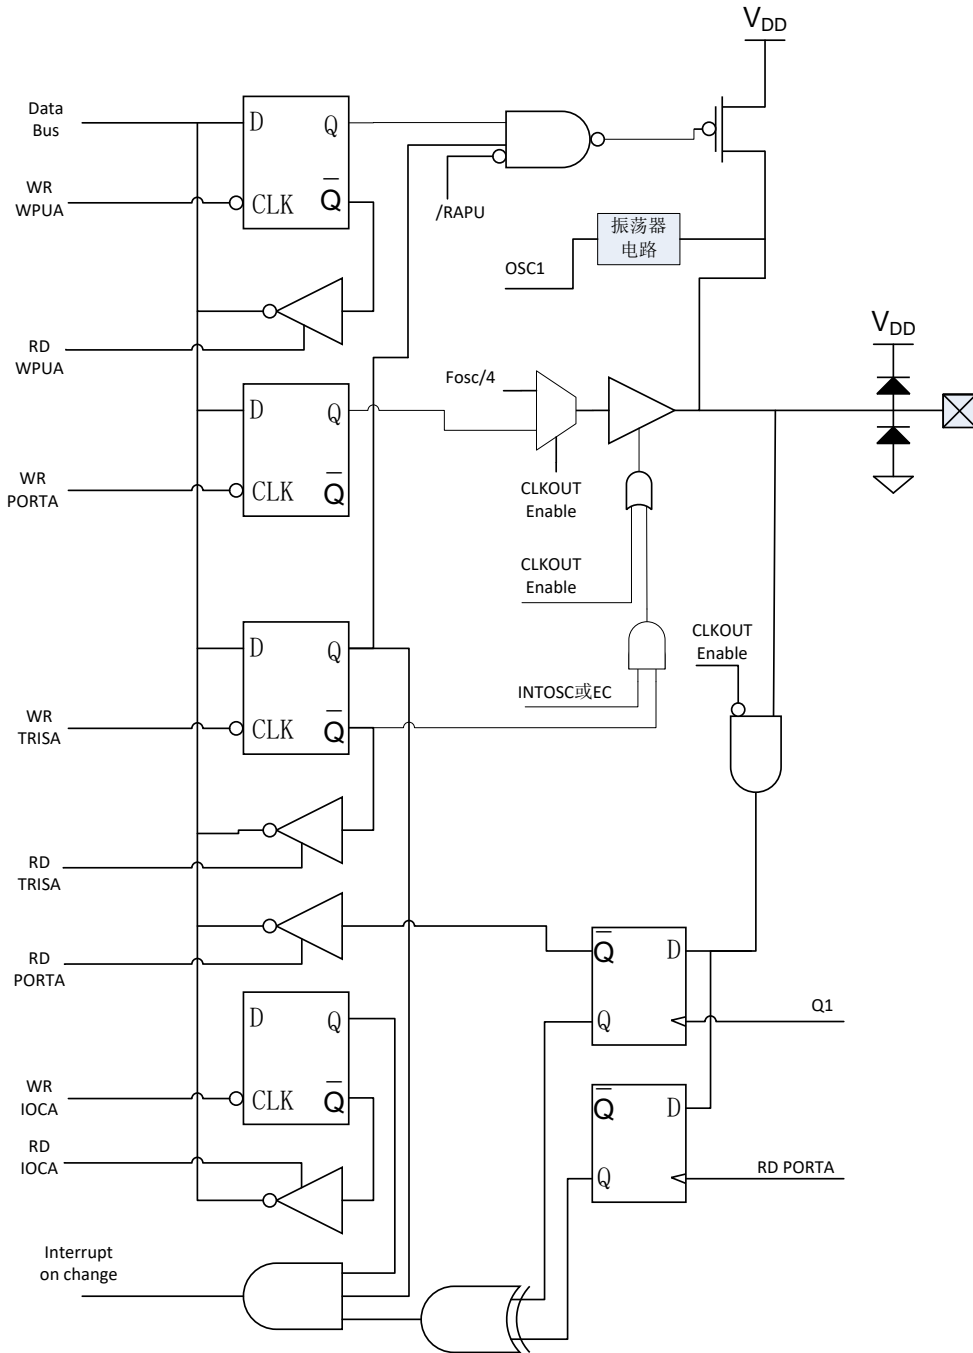 VDD
Data
Bus
D
Q
WR
WPUA
CLK
Q
/RAPU
振荡器
电路
OSC1
RD
WPUA
VDD
Fosc/4
D
Q
WR
PORTA
CLK
Q
CLKOUT
Enable
CLKOUT
Enable
D
Q
CLKOUT
Enable
INTOSC或EC
WR
TRISA
CLK
Q
RD
TRISA
RD
PORTA
Q
D
D
Q
Q
Q1
WR
IOCA
CLK
Q
Q
D
RD
IOCA
Q
RD PORTA
Interrupt
on change